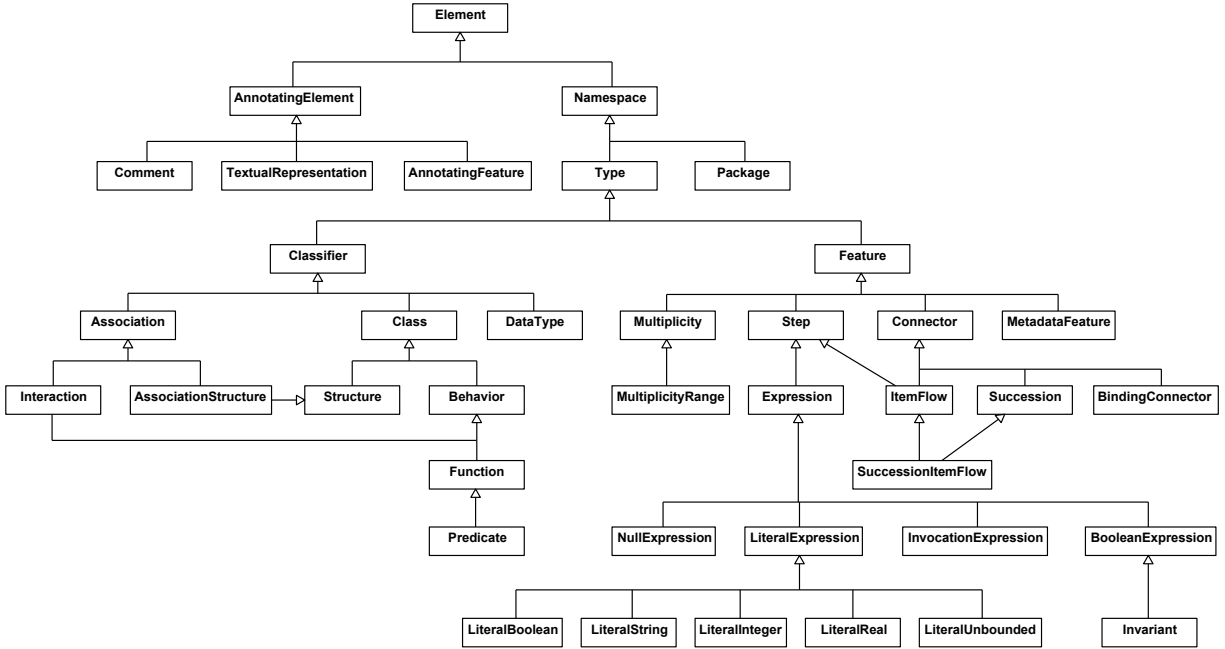 Element
AnnotatingElement
Namespace
Comment
TextualRepresentation
AnnotatingFeature
Type
Package
Classifier
Feature
Association
Class
DataType
Multiplicity
Step
Connector
MetadataFeature
Interaction
AssociationStructure
Structure
Behavior
MultiplicityRange
Expression
ItemFlow
Succession
BindingConnector
Function
SuccessionItemFlow
Predicate
NullExpression
LiteralExpression
InvocationExpression
BooleanExpression
LiteralBoolean
LiteralString
LiteralInteger
LiteralReal
LiteralUnbounded
Invariant